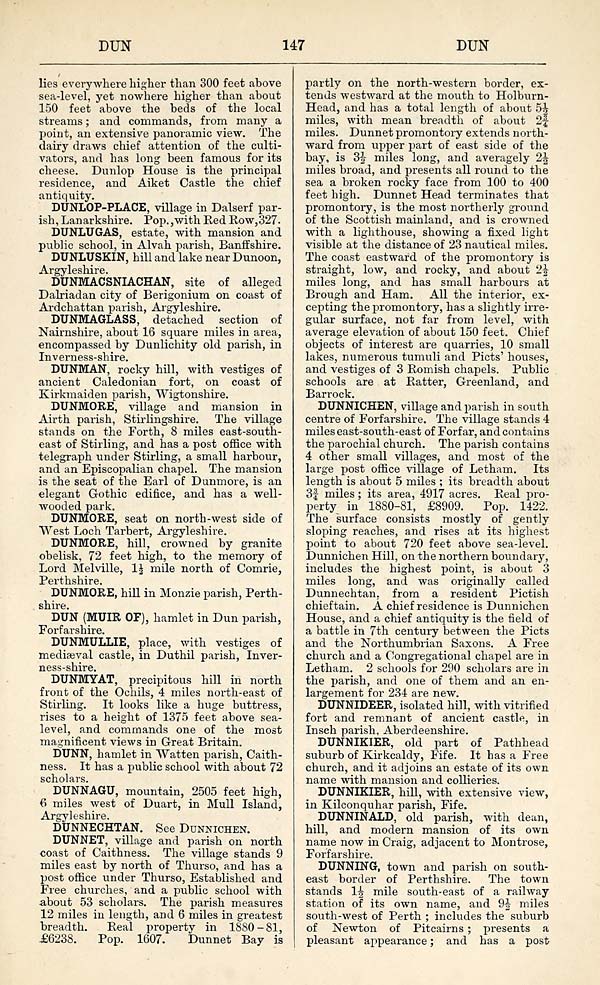 DUN 147 DUN
lies everywhere higher than 300 feet above
sea-level, yet nowhere higher than about
150 feet above the beds of the local
streams; and commands, from many a
point, an extensive panoramic view. The
dairy draws chief attention of the culti-
vators, and has long been famous for its
cheese. Dunlop House is the principal
residence, and Aiket Castle the chief
antiquity.
DUNLOP-PLACE, village in Dalserf par-
ish, Lanarkshire. Pop., with Red Row, 327.
DUNLUGAS, estate, with mansion and
public school, in Alvah parish, Banffshire.
DUNLUSKIN, hill and lake near Dunoon,
Argyleshire.
DUNMACSNIACHAN, site of alleged
Dalriadan city of Berigonium on coast of
Ardchattan parish, Argyleshire.
DUNMAGLASS, detached section of
Nairnshire, about 16 square miles in area,
encompassed by Dunlichity old parish, in
Inverness-shire.
DUNMAN, rocky hill, with vestiges of
ancient Caledonian fort, on coast of
Kirkmaiden parish, Wigtonshire.
DUNMORE, village and mansion in
Airth parish, Stirlingshire. The village
stands on the Forth, 8 miles east-south-
east of Stirling, and has a post office with
telegraph under Stirling, a small harbour,
and an Episcopalian chapel. The mansion
is the seat of the Earl of Dunmore, is an
elegant Gothic edifice, and has a well-
wooded park.
DUNMORE, seat on north-west side of
West Loch Tarbert, Argyleshire.
DUNMORE, hill, crowned by granite
obelisk, 72 feet high, to the memory of
Lord Melville, 1½ mile north of Comrie,
Perthshire.
DUNMORE, hill in Monzie parish, Perth-
shire.
DUN (MUIR OF), hamlet in Dun parish,
Forfarshire.
DUNMULLIE, place, with vestiges of
mediæval castle, in Duthil parish, Inver-
ness-shire.
DUNMYAT, precipitous hill in north
front of the Ochils, 4 miles north-east of
Stirling. It looks like a huge buttress,
rises to a height of 1375 feet above sea-
level, and commands one of the most
magnificent views in Great Britain.
DUNN, hamlet in Watten parish, Caith-
ness. It has a public school with about 72
scholars.
DUNNAGU, mountain, 2505 feet high,
6 miles west of Duart, in Mull Island,
Argyleshire.
DUNNECHTAN. See DUNNICHEN.
DUNNET, village and parish on north
coast of Caithness. The village stands 9
miles east by north of Thurso, and has a
post office under Thurso, Established and
Free churches, and a public school with
about 53 scholars. The parish measures
12 miles in length, and 6 miles in greatest
breadth. Real property in 1880-81,
£6238. Pop. 1607. Dunnet Bay is
partly on the north-western border, ex-
tends westward at the mouth to Holburn-
Head, and has a total length of about 5½
miles, with mean breadth of about 2¾
miles. Dunnet promontory extends north-
ward from upper part of east side of the
bay, is 3½ miles long, and averagely 2½
miles broad, and presents all round to the
sea a broken rocky face from 100 to 400
feet high. Dunnet Head terminates that
promontory, is the most northerly ground
of the Scottish mainland, and is crowned
with a lighthouse, showing a fixed light
visible at the distance of 23 nautical miles.
The coast eastward of the promontory is
straight, low, and rocky, and about 2½
miles long, and has small harbours at
Brough and Ham. All the interior, ex-
cepting the promontory, has a slightly irre-
gular surface, not far from level, with
average elevation of about 150 feet. Chief
objects of interest are quarries, 10 small
lakes, numerous tumuli and Picts' houses,
and vestiges of 3 Romish chapels. Public
schools are at Ratter, Greenland, and
Barrock.
DUNNICHEN, village and parish in south
centre of Forfarshire. The village stands 4
miles east-south-east of Forfar, and contains
the parochial church. The parish contains
4 other small villages, and most of the
large post office village of Letham. Its
length is about 5 miles; its breadth about
3¾ miles; its area, 4917 acres. Real pro-
perty in 1880-81, £8909. Pop. 1422.
The surface consists mostly of gently
sloping reaches, and rises at its highest
point to about 720 feet above sea-level.
Dunnichen Hill, on the northern boundary,
includes the highest point, is about 3
miles long, and was originally called
Dunnechtan, from a resident Pictish
chieftain. A chief residence is Dunnichen
House, and a chief antiquity is the field of
a battle in 7th century between the Picts
and the Northumbrian Saxons. A Free
church and a Congregational chapel are in
Letham. 2 schools for 290 scholars are in
the parish, and one of them and an en-
largement for 234 are new.
DUNNIDEER, isolated hill, with vitrified
fort and remnant of ancient castle, in
Insch parish, Aberdeenshire.
DUNNIKIER, old part of Pathhead
suburb of Kirkcaldy, Fife. It has a Free
church, and it adjoins an estate of its own
name with mansion and collieries.
DUNNIKIER, hill, with extensive view,
in Kilconquhar parish, Fife.
DUNNINALD, old parish, with dean,
hill, and modern mansion of its own
name now in Craig, adjacent to Montrose,
Forfarshire.
DUNNING, town and parish on south-
east border of Perthshire. The town
stands 1½ mile south-east of a railway
station of its own name, and 9½ miles
south-west of Perth; includes the suburb
of Newton of Pitcairns; presents a
pleasant appearance; and has a post